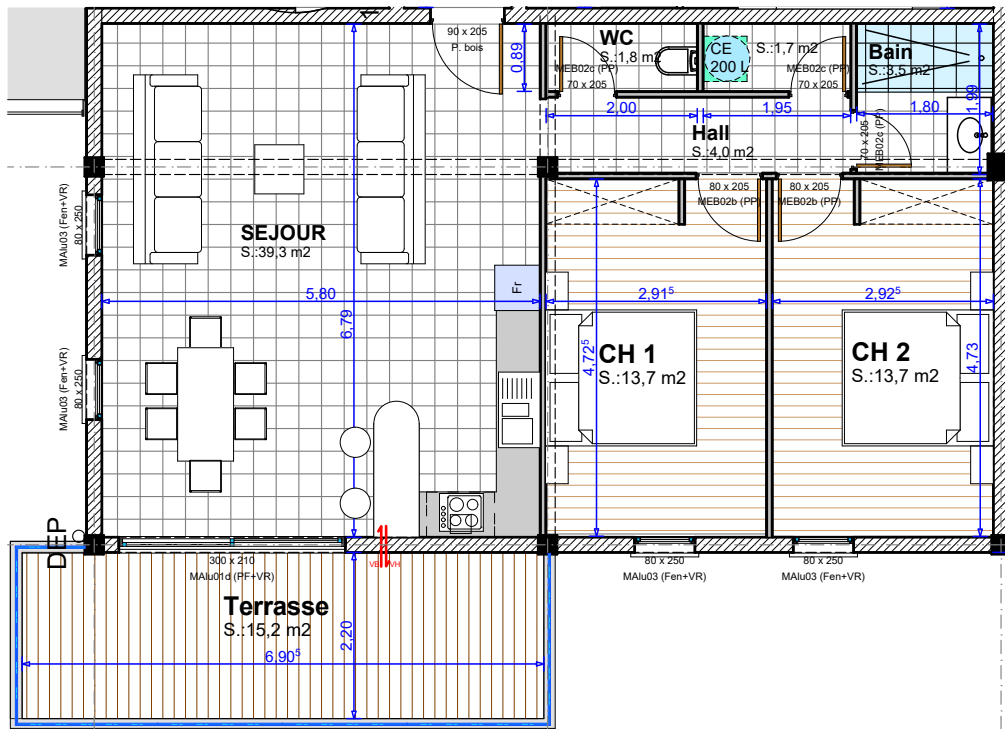 90 x 205
P. bois
0,89
WC
S.:1,8 m2
MEB02c (PP)
70 x 205
CE
200 L
S.:1,7 m2
MEB02c (PP)
70 x 205
Bain
S.:3,5 m2
1,99
2,00
1,95
1,80
Hall
S.:4,0 m2
70 x 205
MEB02c (PP)
80 x 205
MEB02b (PP)
80 x 205
MEB02b (PP)
MAlu03 (Fen+VR)
80 x 250
SEJOUR
S.:39,3 m2
5,80
6,79
Fr
2,91⁵
2,92⁵
MAlu03 (Fen+VR)
80 x 250
4,72⁵
CH 1
S.:13,7 m2
CH 2
S.:13,7 m2
4,73
DEP
300 x 210
MAlu01d (PF+VR)
VB
VH
80 x 250
MAlu03 (Fen+VR)
80 x 250
MAlu03 (Fen+VR)
Terrasse
S.:15,2 m2
2,20
6,90⁵